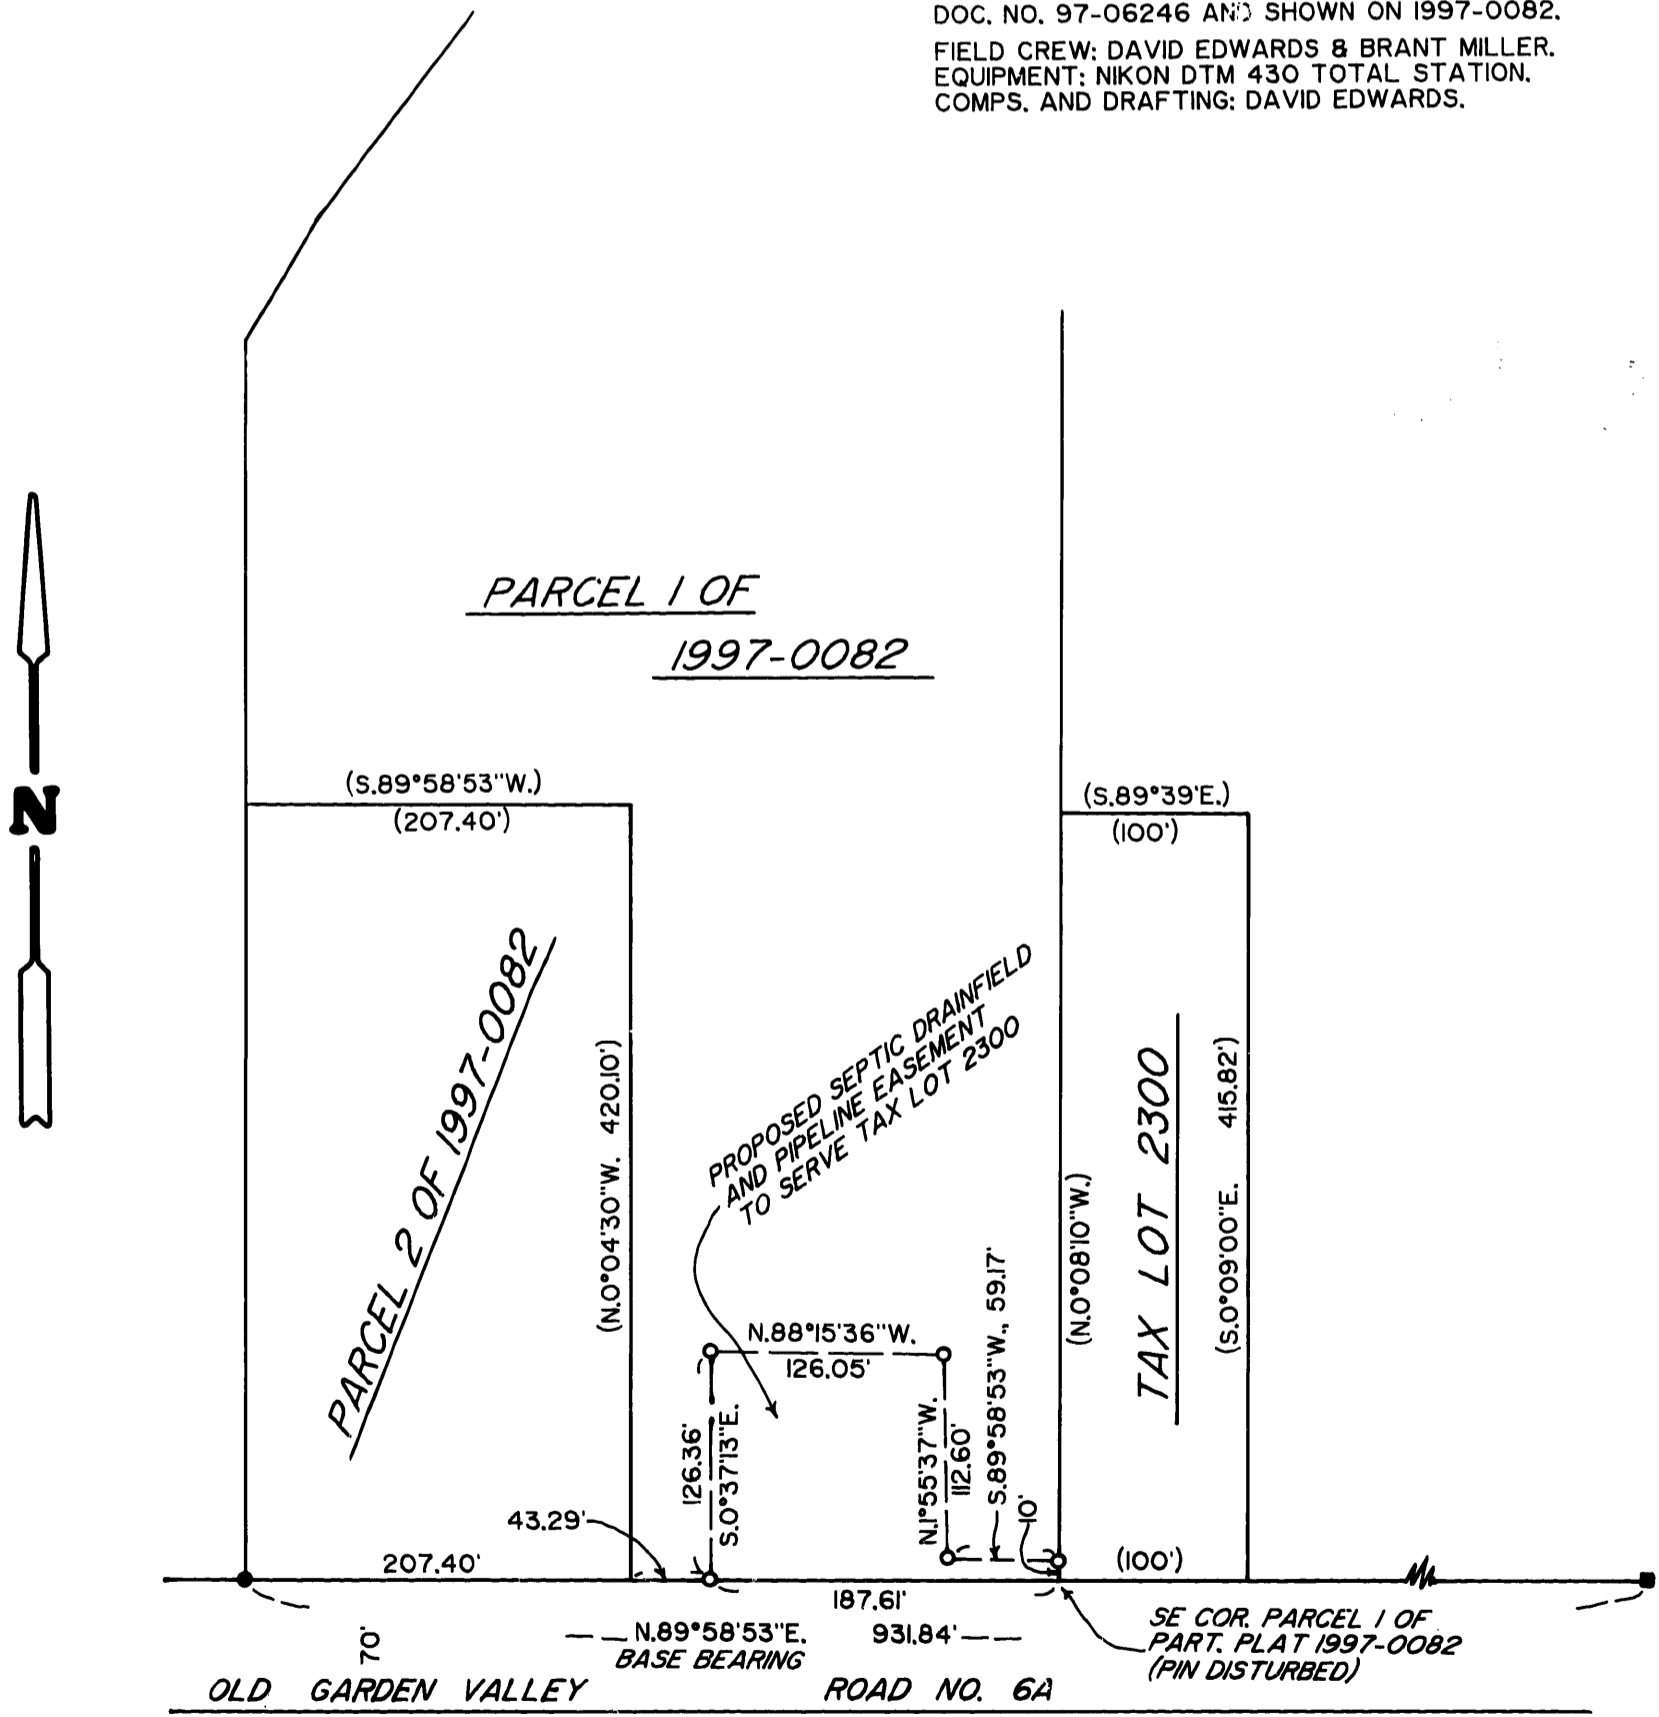 DOC. NO. 97-06246 AND SHOWN ON 1997-0082.
FIELD CREW: DAVID EDWARDS & BRANT MILLER.
EQUIPMENT: NIKON DTM 430 TOTAL STATION.
COMPS. AND DRAFTING: DAVID EDWARDS.
PARCEL 1 OF
1997-0082
N
(S.89°58'53"W.)
(207.40')
(S.89°39'E.)
(100')
PARCEL 2 OF 1997-0082
(N.0°04'30"W. 420.10')
PROPOSED SEPTIC DRAINFIELD
AND PIPELINE EASEMENT
TO SERVE TAX LOT 2300
(N.0°08'10"W.)
TAX LOT 2300
(S.0°09'00"E. 415.82')
N.88°15'36"W.
126.05'
126.36'
S.0°37'13"E.
N.1°55'37"W.
112.60'
S.89°58'53"W., 59.17'
10'
43.29'
207.40'
(100')
187.61'
N.89°58'53"E. 931.84'
BASE BEARING
70'
SE COR. PARCEL 1 OF
PART. PLAT 1997-0082
(PIN DISTURBED)
OLD GARDEN VALLEY ROAD NO. 6A